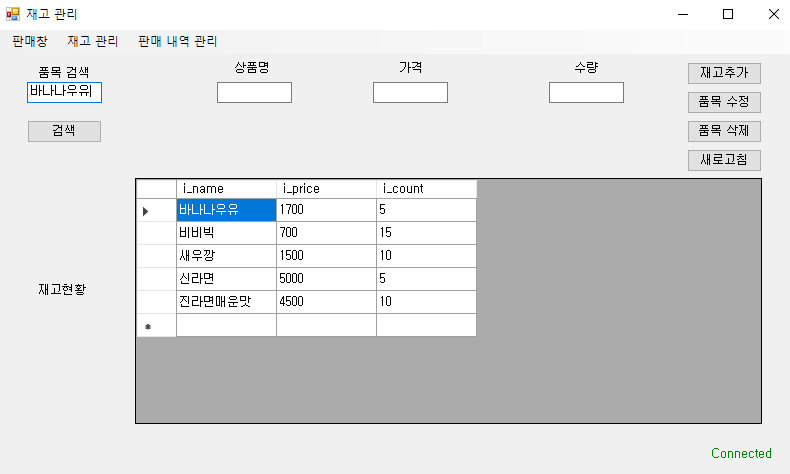 재고 관리
판매창 재고 관리 판매 내역 관리
품목 검색 상품명 가격 수량 재고추가
바나나우유 품목 수정
검색 품목 삭제
새로고침
i_name i_price i_count
바나나우유 1700 5
비비빅 700 15
새우깡 1500 10
재고현황 신라면 5000 5
진라면매운맛 4500 10
Connected